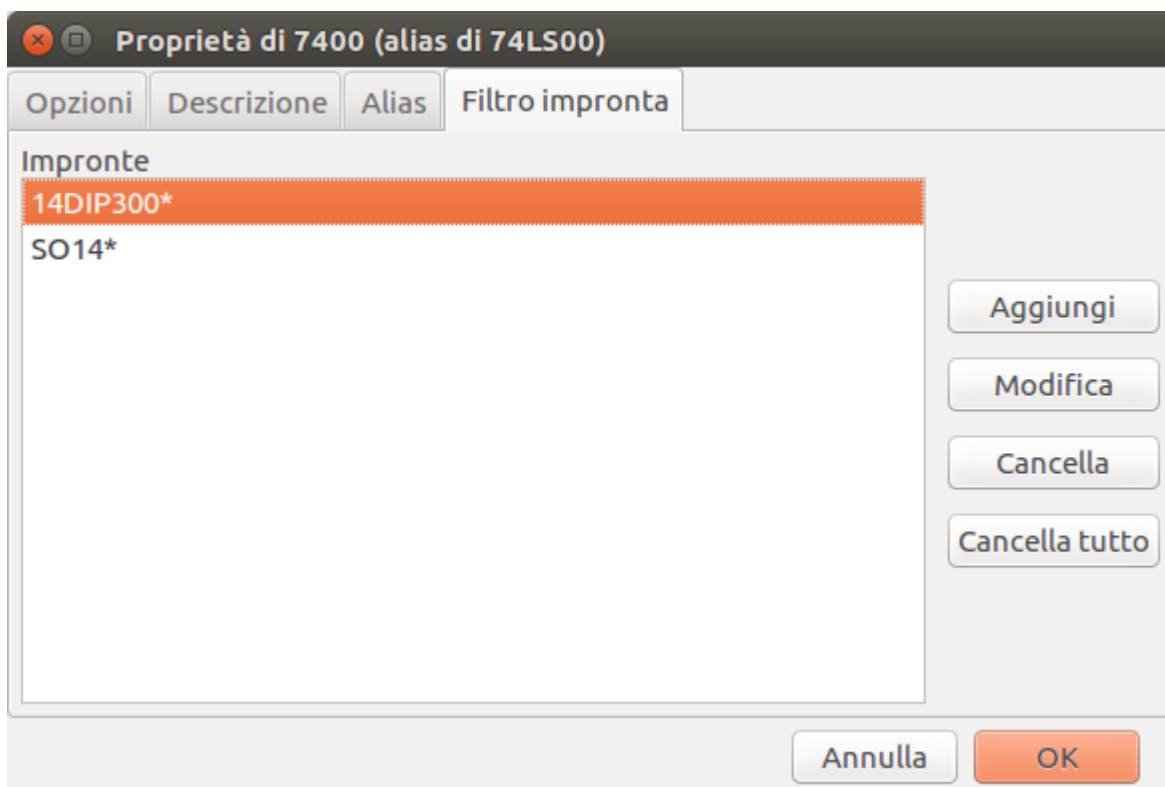 Proprietà di 7400 (alias di 74LS00)
Opzioni Descrizione Alias Filtro impronta
Impronte
14DIP300*
SO14*
Aggiungi
Modifica
Cancella
Cancella tutto
Annulla OK